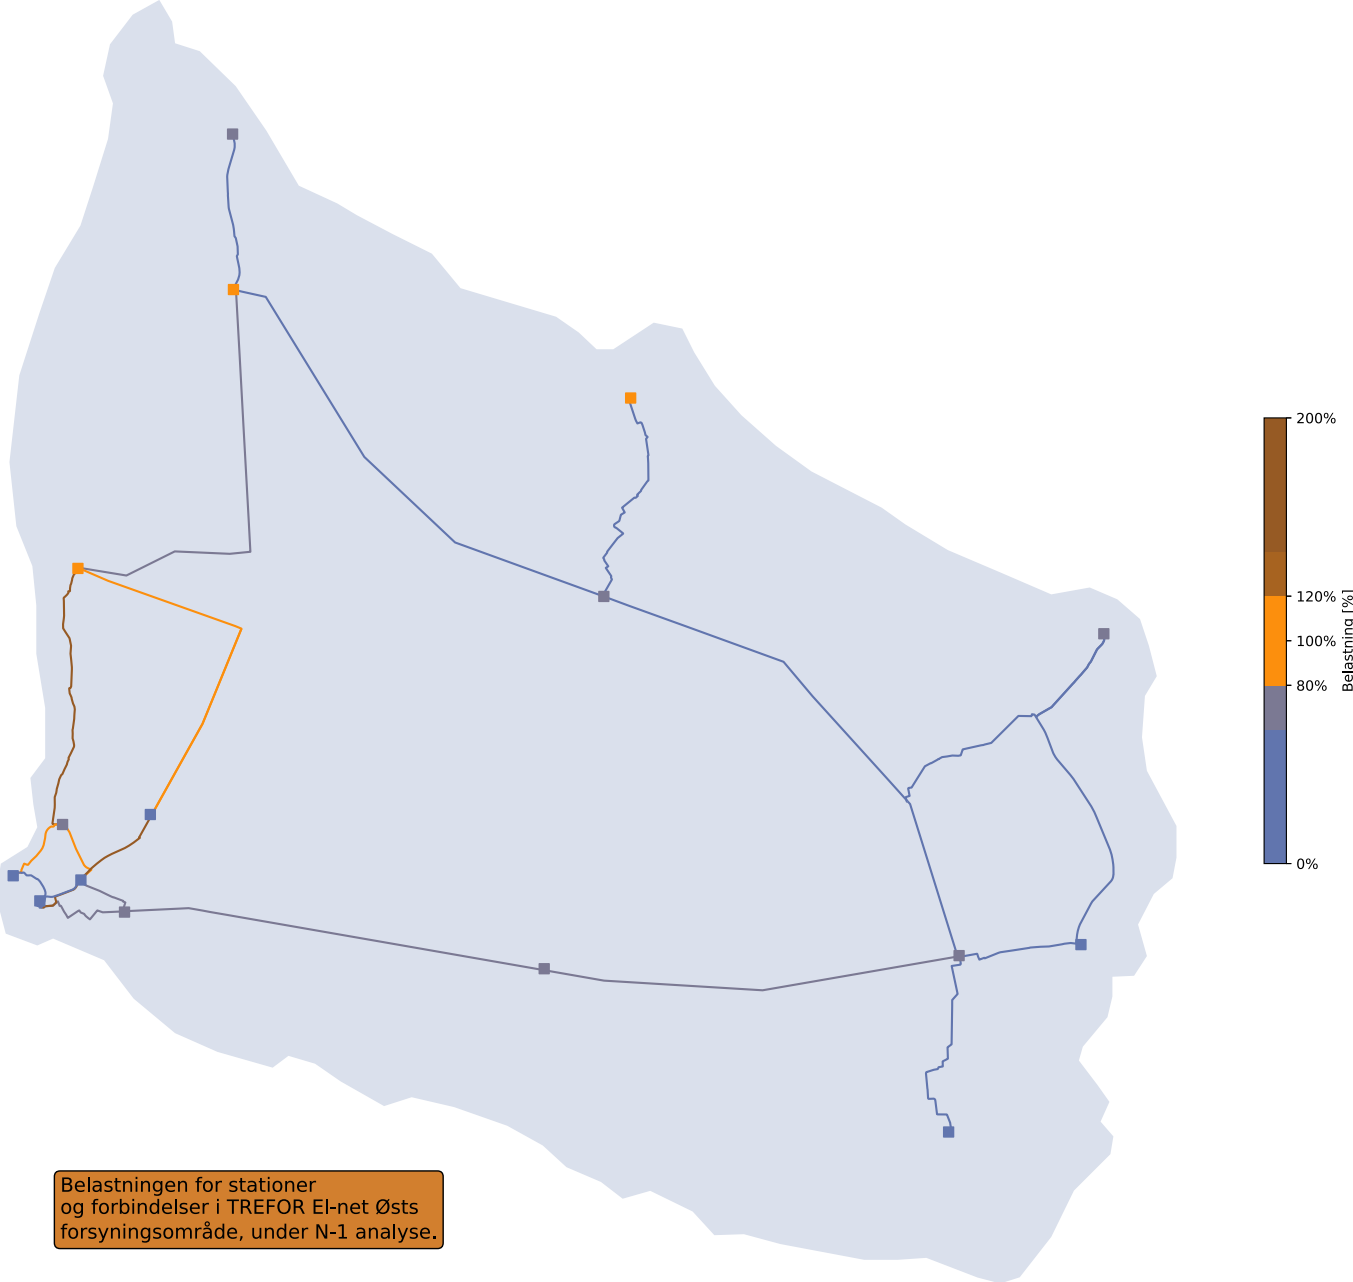 200%
120%
100%
80%
0%
Belastning [%]
Belastningen for stationer
og forbindelser i TREFOR El-net Østs
forsyningsområde, under N-1 analyse.